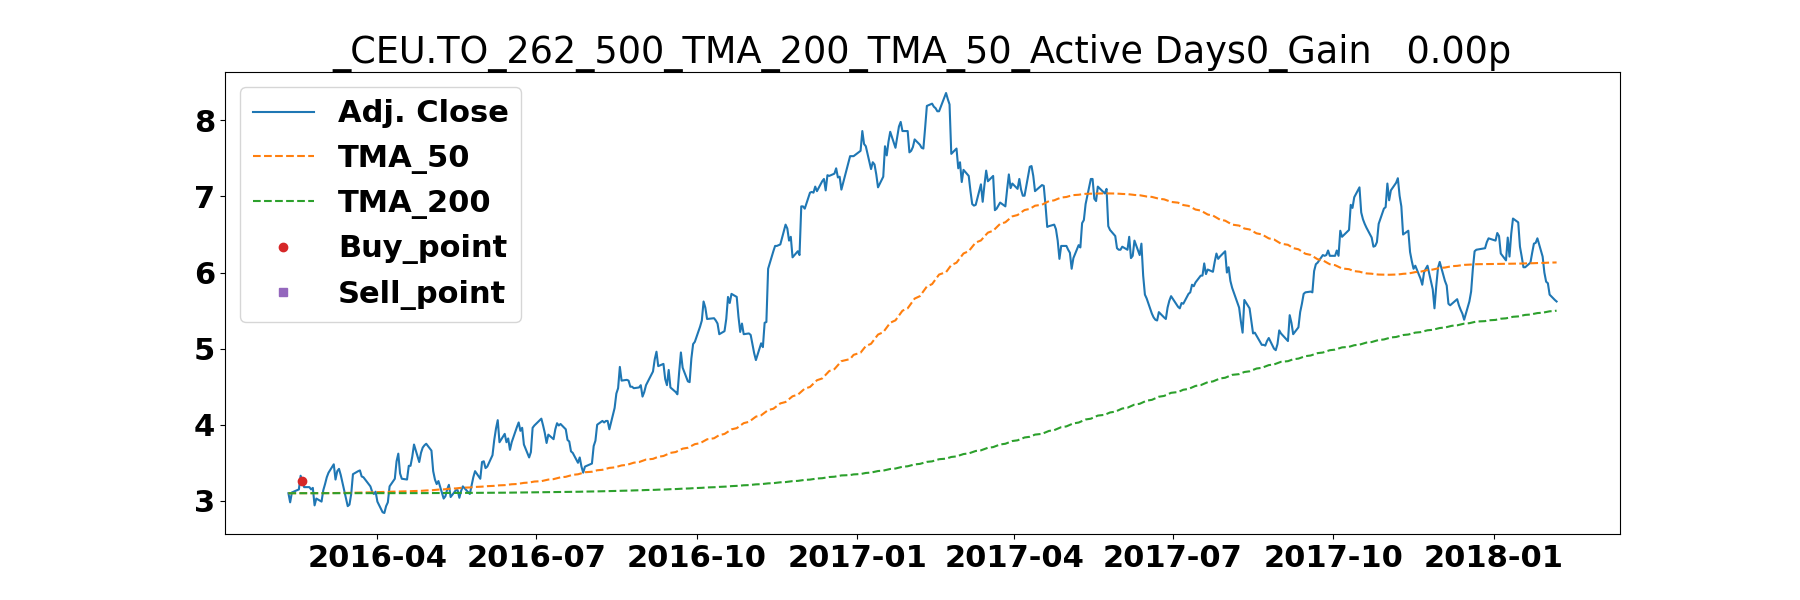 _CEU.TO_262_500_TMA_200_TMA_50_Active Days0_Gain   0.00p
Adj. Close
TMA_50
TMA_200
Buy_point
Sell_point
8
7
6
5
4
3
2016-04 2016-07 2016-10 2017-01 2017-04 2017-07 2017-10 2018-01